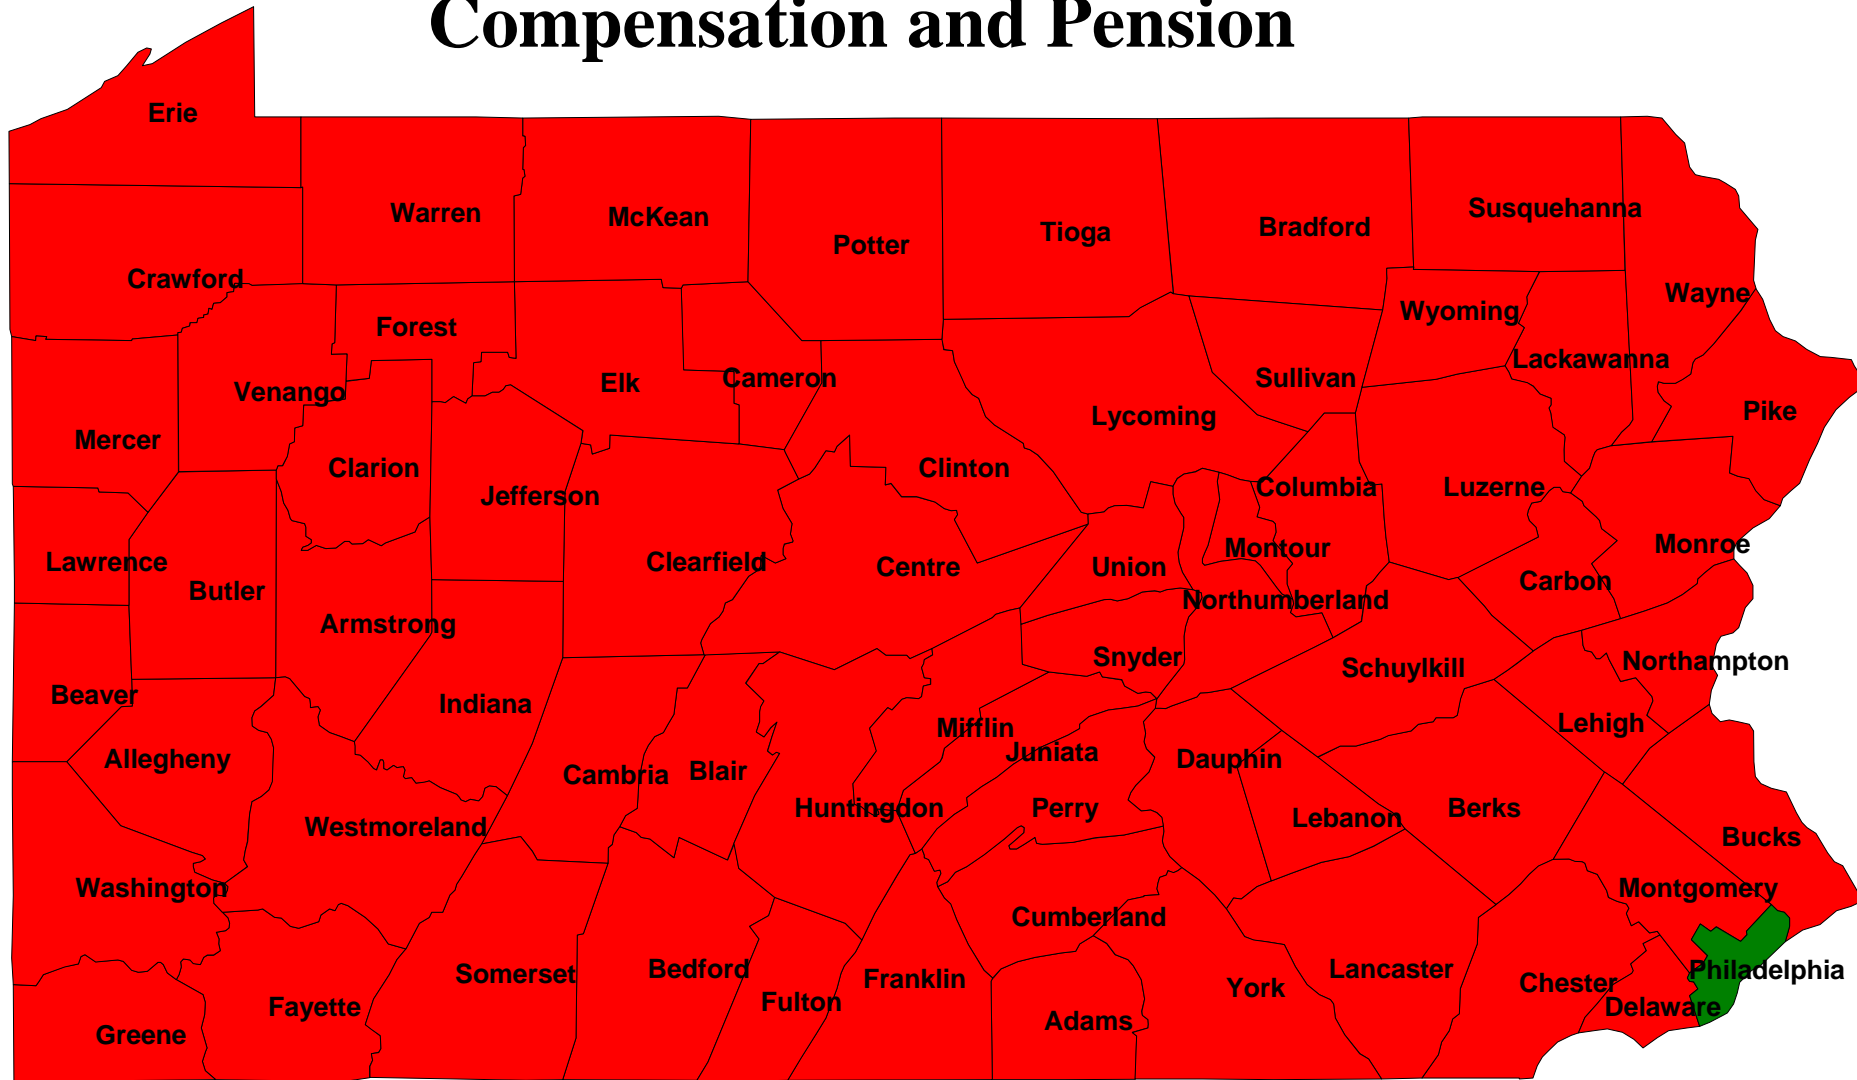 Compensation and Pension
Erie
Warren
McKean
Potter
Tioga
Bradford
Susquehanna
Crawford
Wayne
Forest
Wyoming
Venango
Elk
Cameron
Sullivan
Lackawanna
Mercer
Clarion
Jefferson
Clinton
Lycoming
Columbia
Luzerne
Pike
Lawrence
Butler
Clearfield
Centre
Union
Montour
Monroe
Carbon
Armstrong
Northumberland
Snyder
Schuylkill
Northampton
Beaver
Indiana
Mifflin
Lehigh
Allegheny
Cambria
Blair
Juniata
Dauphin
Westmoreland
Huntingdon
Perry
Lebanon
Berks
Bucks
Washington
Cumberland
Montgomery
Somerset
Bedford
Franklin
Lancaster
Philadelphia
Fayette
Fulton
York
Chester
Greene
Adams
Delaware